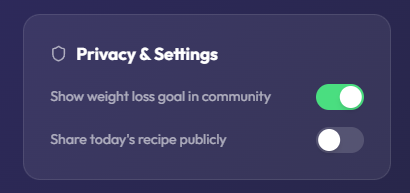 Privacy & Settings
Show weight loss goal in community
Share today's recipe publicly